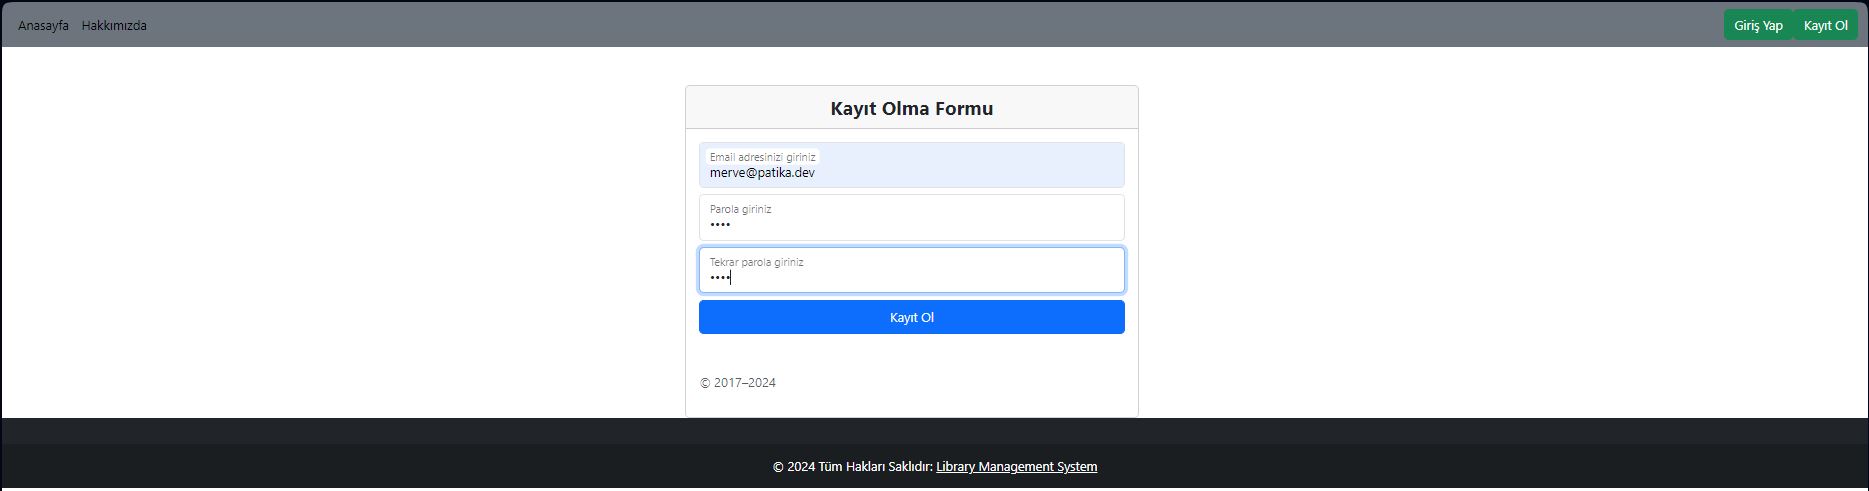 Anasayfa Hakkımızda Giriş Yap Kayıt Ol
Kayıt Olma Formu
Email adresinizi giriniz
merve@patika.dev
Parola giriniz
••••
Tekrar parola giriniz
••••
Kayıt Ol
© 2017–2024
© 2024 Tüm Hakları Saklıdır: Library Management System